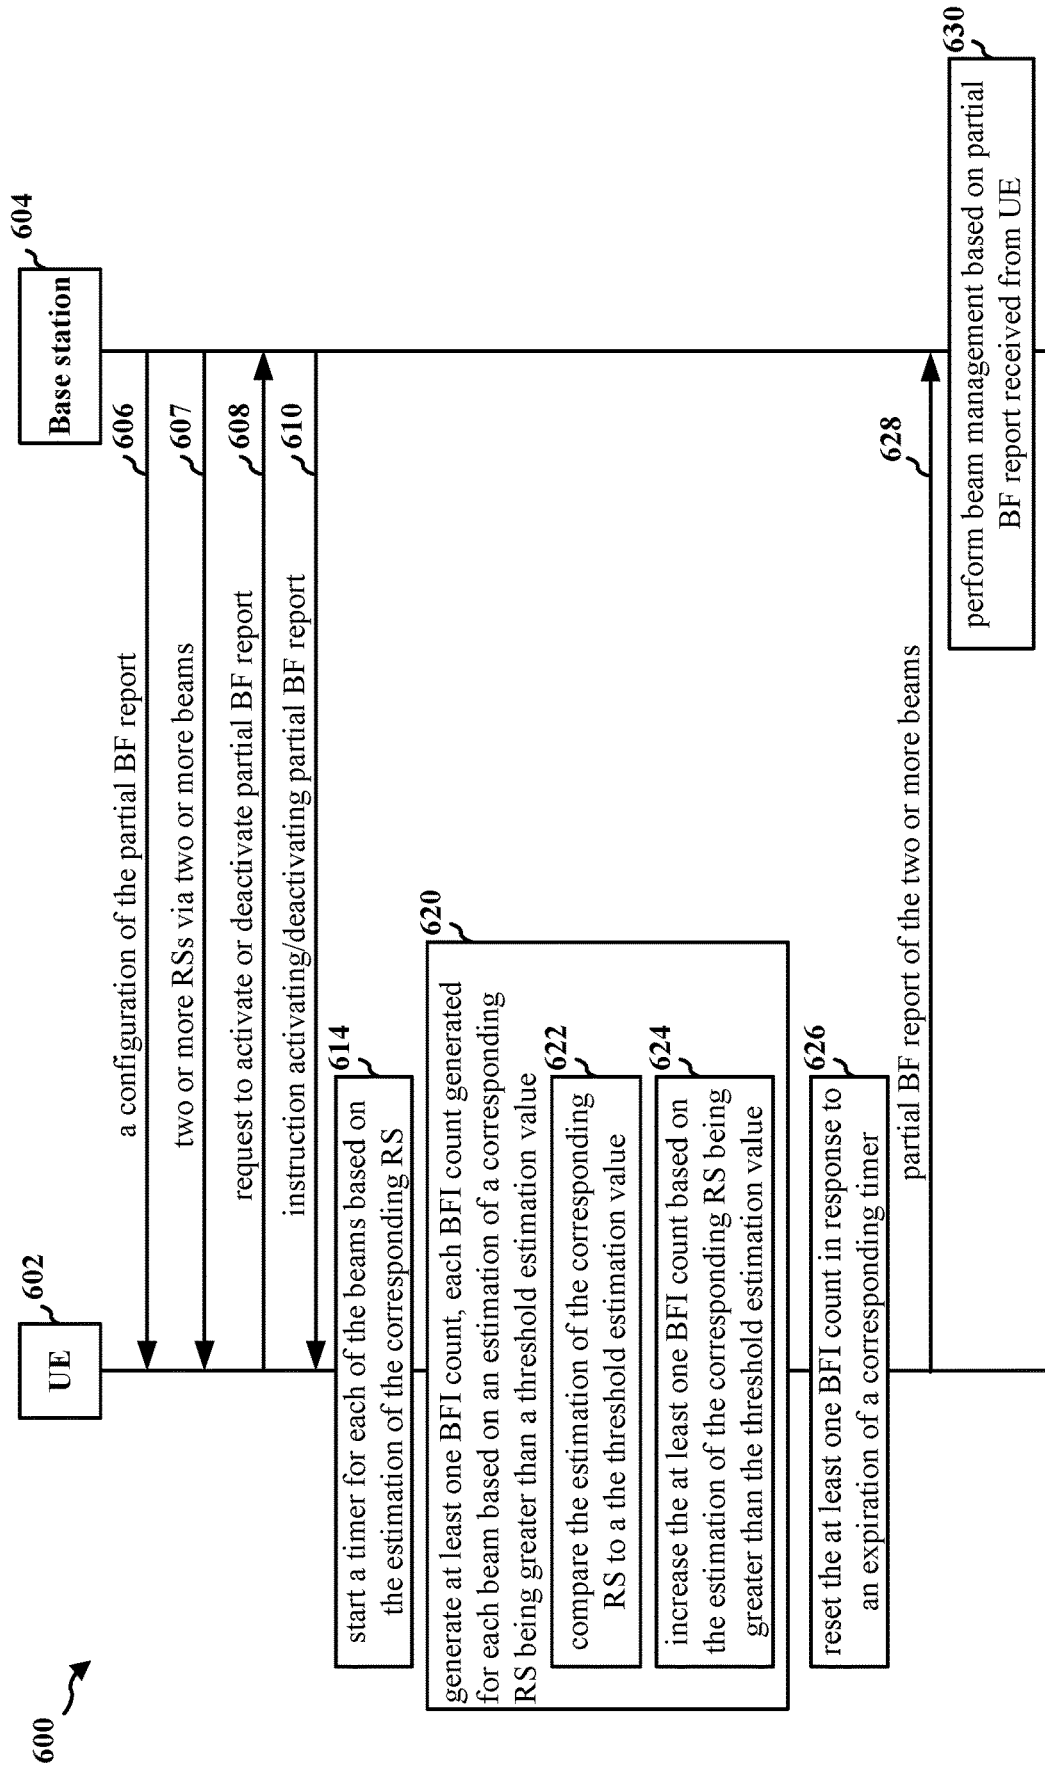 600
UE
602
Base station
604
a configuration of the partial BF report
606
two or more RSs via two or more beams
607
request to activate or deactivate partial BF report
608
instruction activating/deactivating partial BF report
610
start a timer for each of the beams based on
the estimation of the corresponding RS
614
generate at least one BFI count, each BFI count generated
for each beam based on an estimation of a corresponding
RS being greater than a threshold estimation value
620
compare the estimation of the corresponding
RS to a the threshold estimation value
622
increase the at least one BFI count based on
the estimation of the corresponding RS being
greater than the threshold estimation value
624
reset the at least one BFI count in response to
an expiration of a corresponding timer
626
partial BF report of the two or more beams
628
perform beam management based on partial
BF report received from UE
630